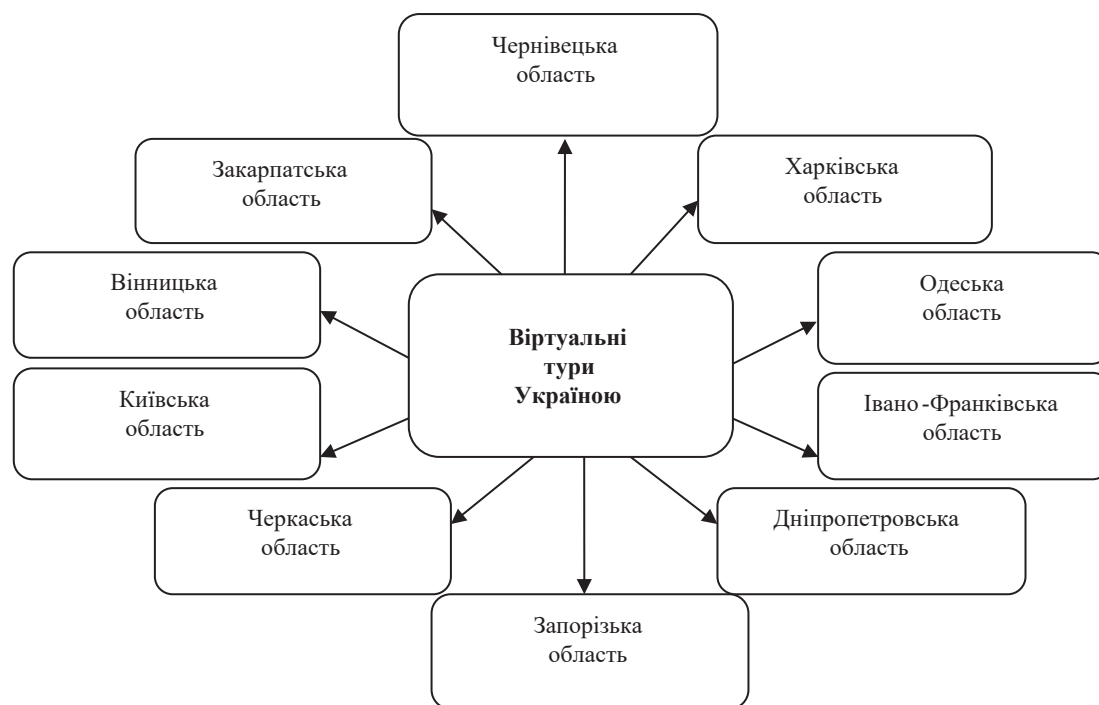 Чернівецька
область
Закарпатська
область
Харківська
область
Вінницька
область
Одеська
область
Віртуальні
тури
Україною
Київська
область
Івано-Франківська
область
Черкаська
область
Дніпропетровська
область
Запорізька
область